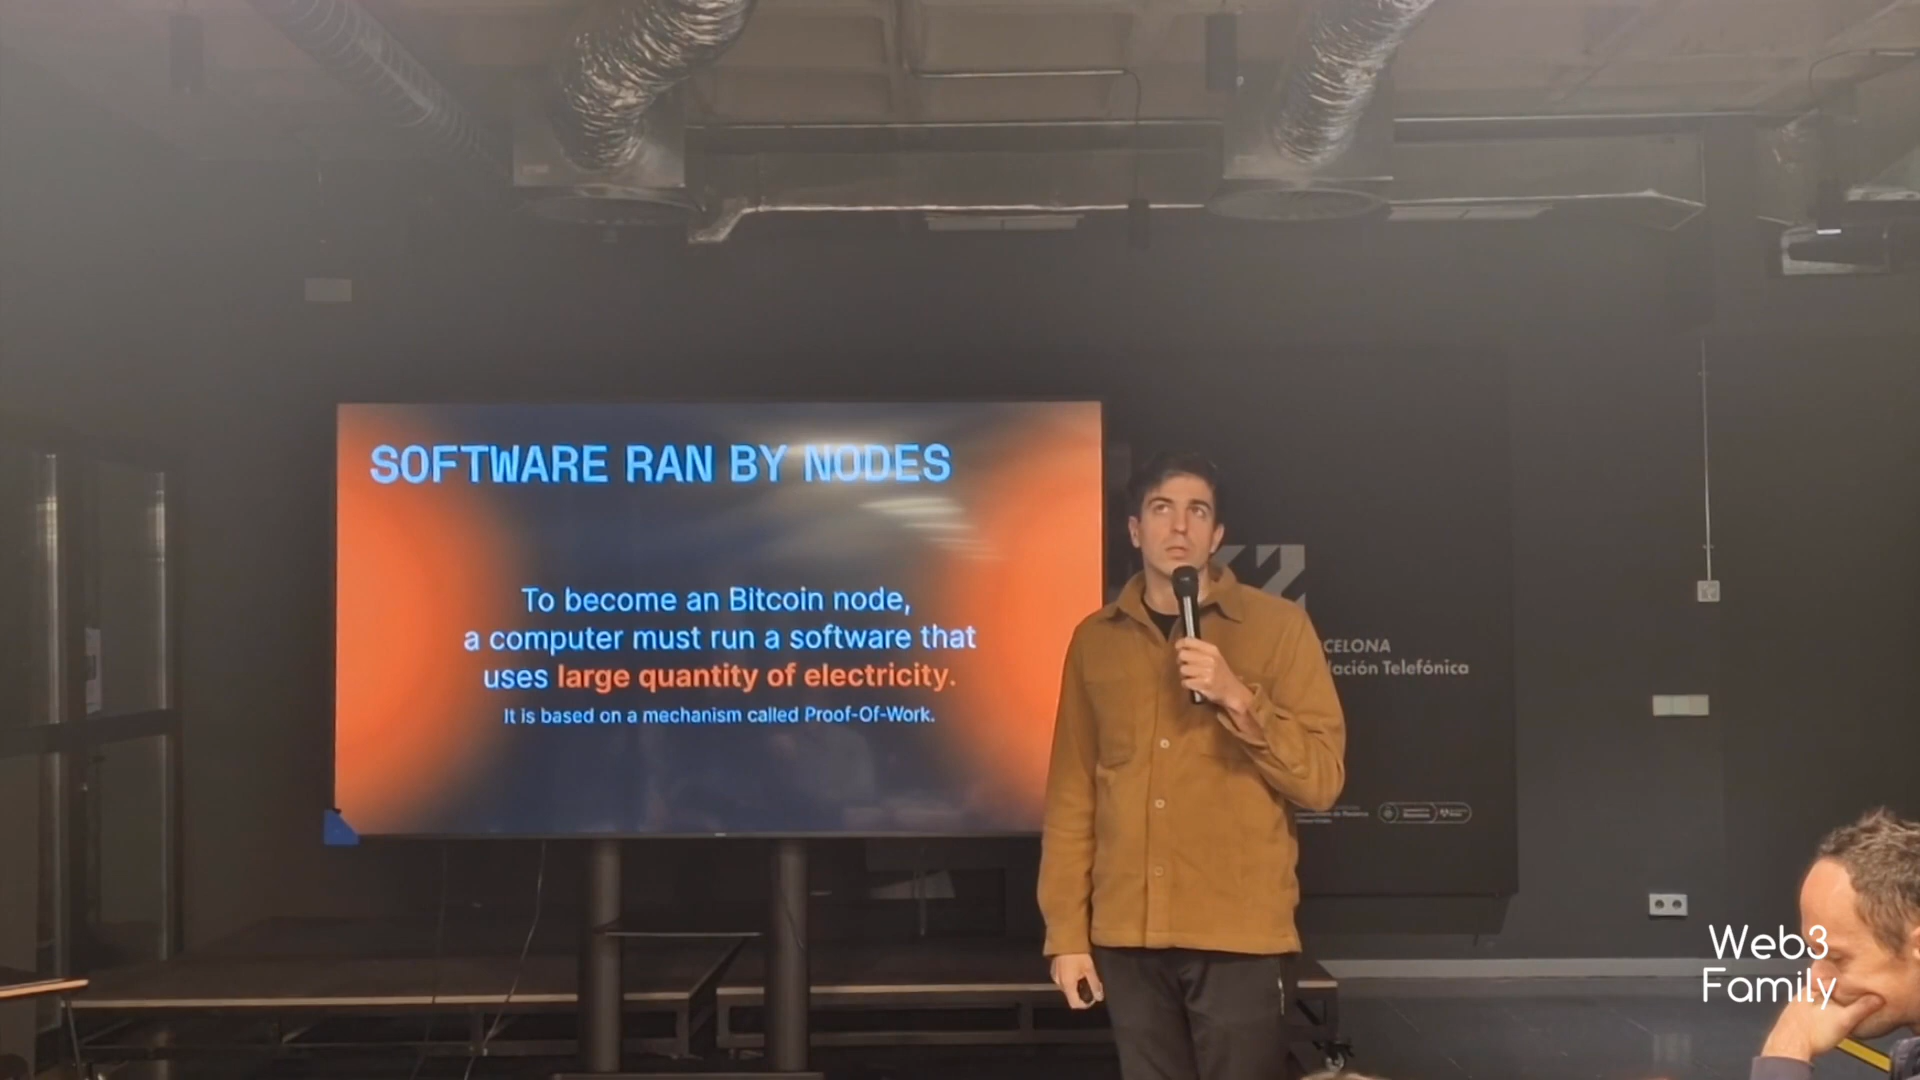 SOFTWARE RAN BY NODES
To become an Bitcoin node,
a computer must run a software that
uses large quantity of electricity.
It is based on a mechanism called Proof-Of-Work.
CELONA
Telefónica
Web3
Family